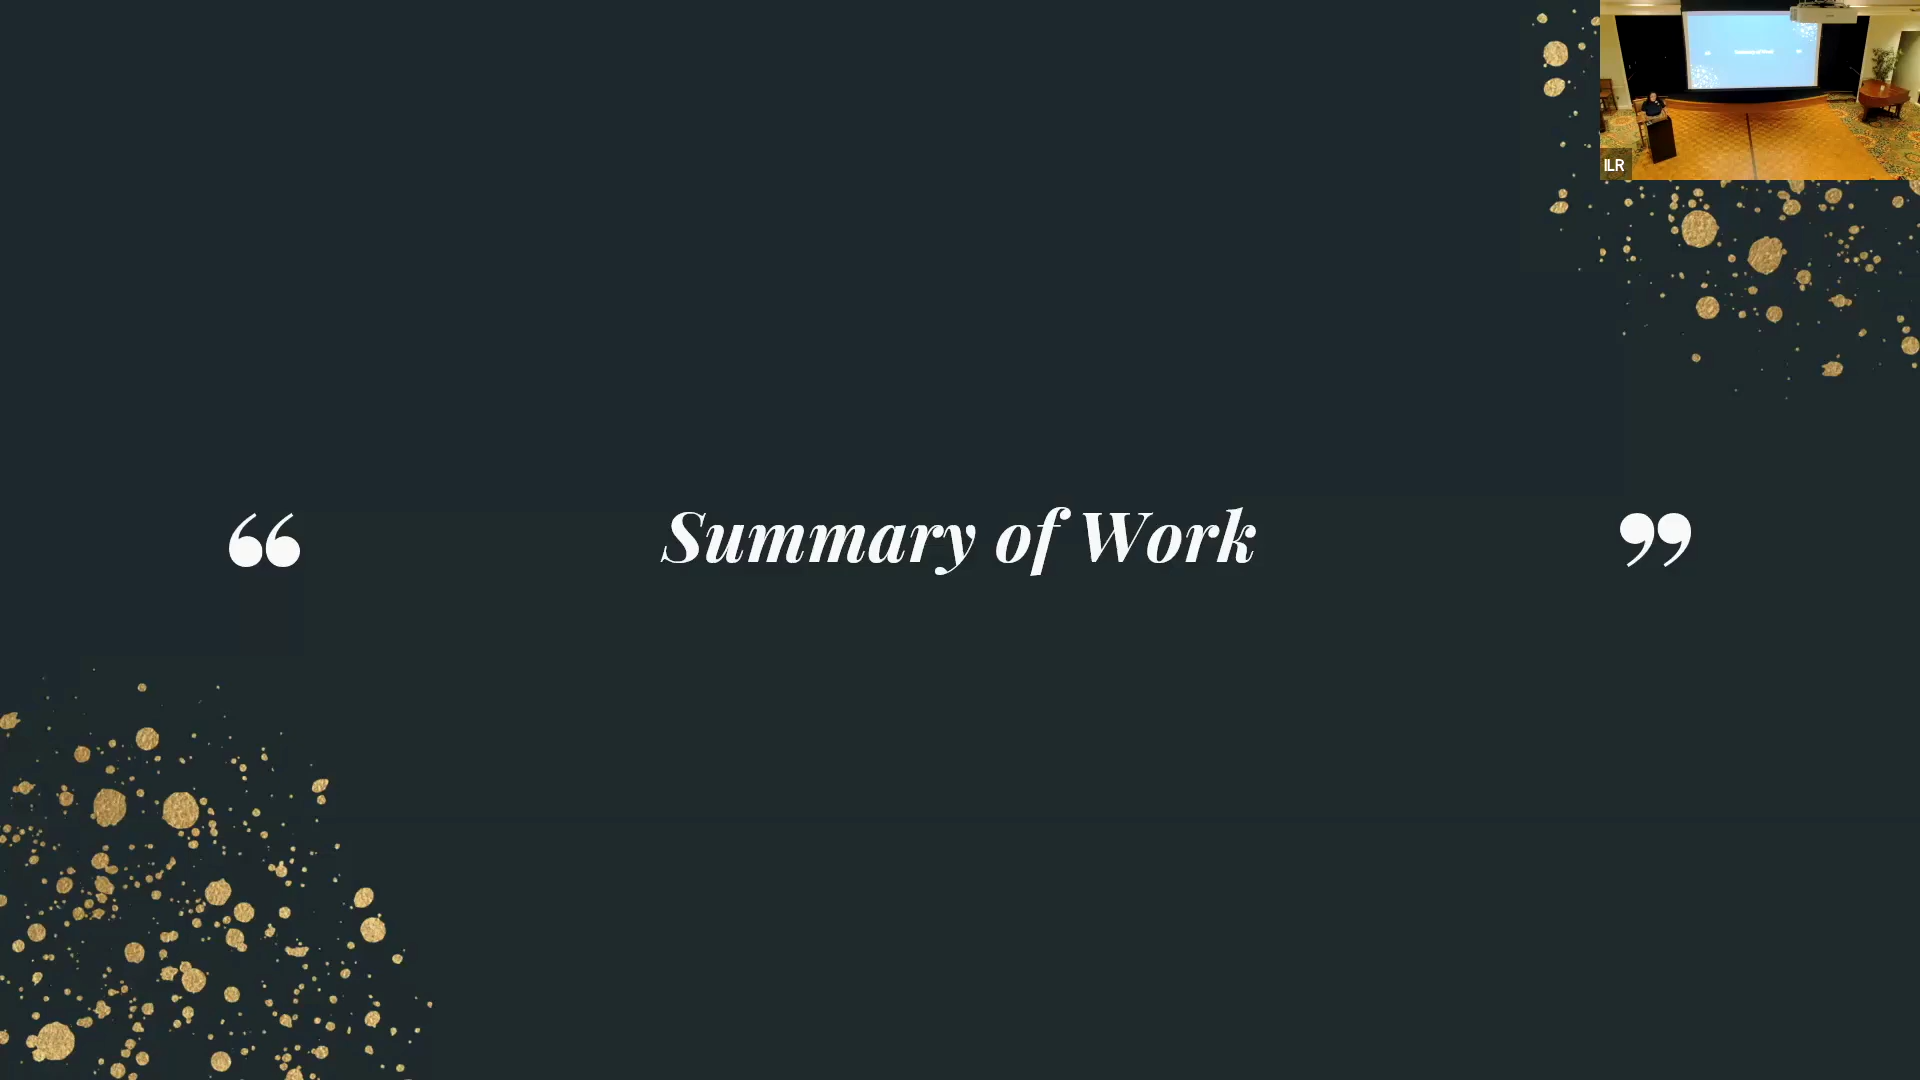 ILR
“ Summary of Work ”